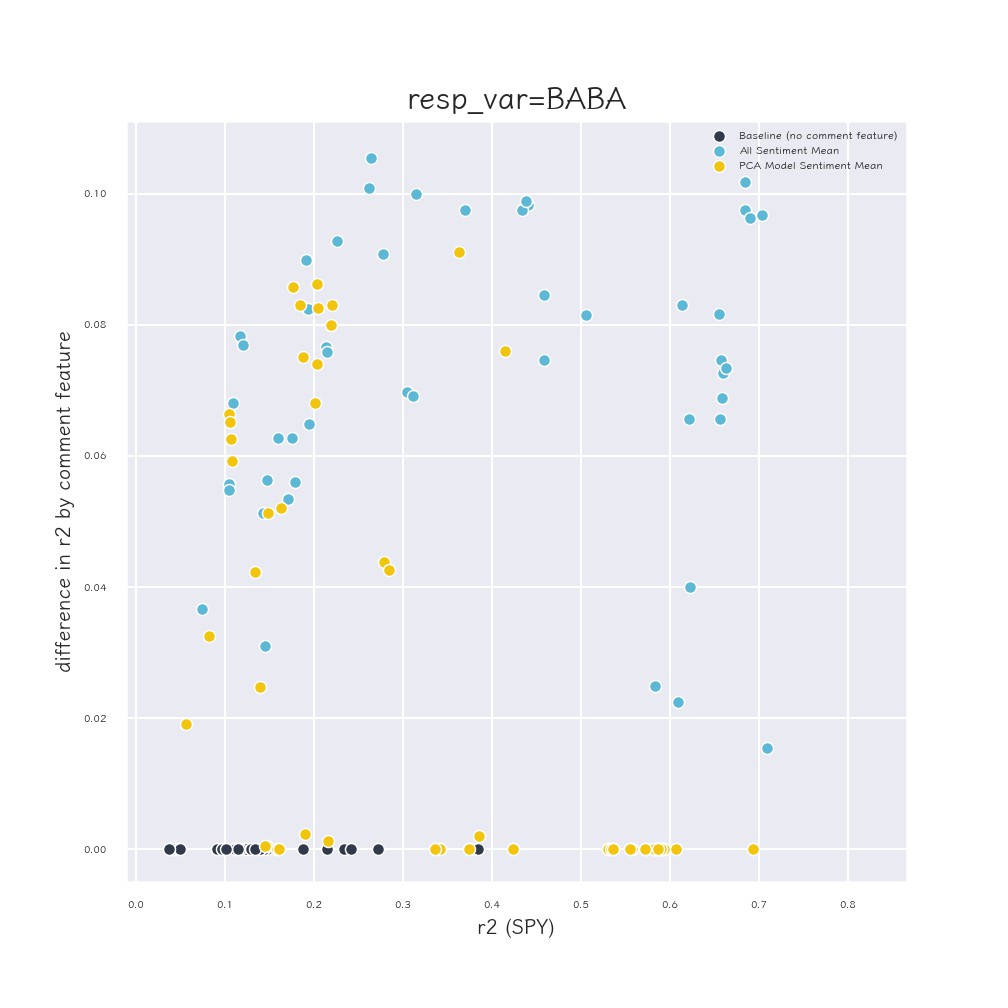 resp_var=BABA
Baseline (no comment feature)
All Sentiment Mean
PCA Model Sentiment Mean
0.10
0.08
0.06
0.04
0.02
0.00
difference in r2 by comment feature
0.0 0.1 0.2 0.3 0.4 0.5 0.6 0.7 0.8
r2 (SPY)